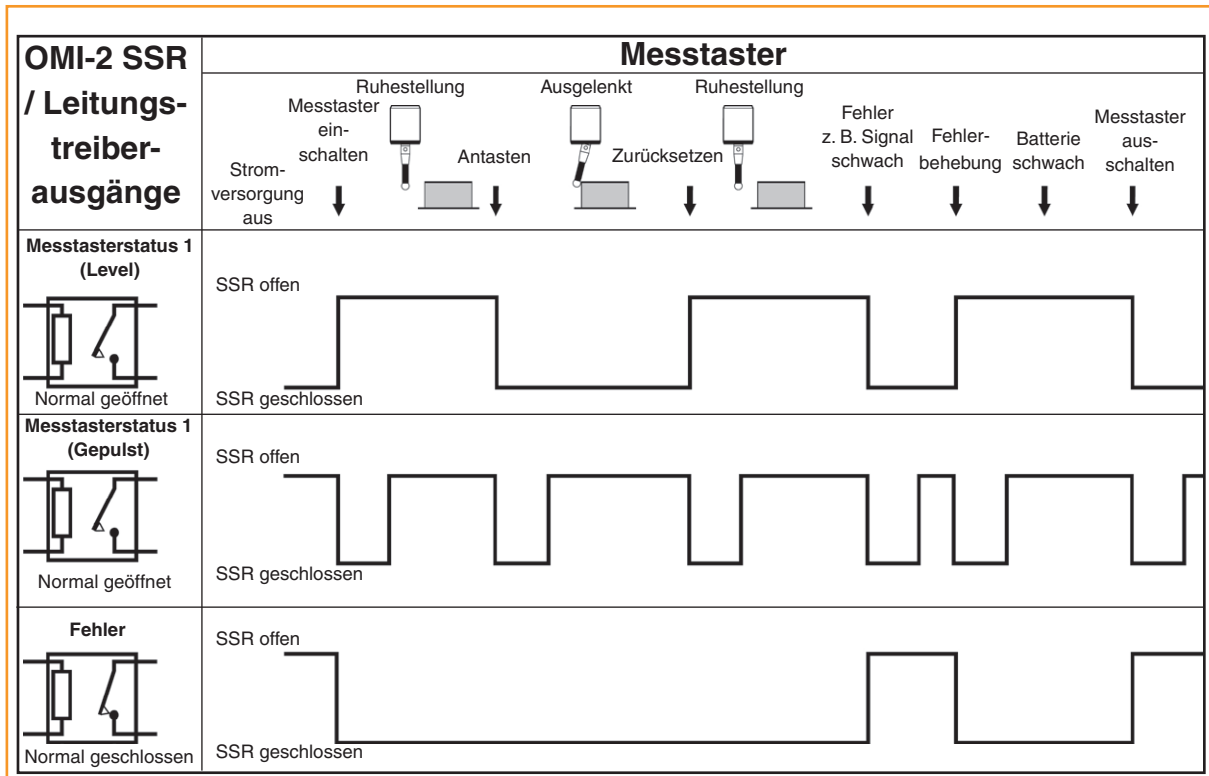 OMI-2 SSR
/ Leitungs-
treiber-
ausgänge
Messtaster
Strom-
versorgung
aus
Messtaster
ein-
schalten
Ruhestellung
Antasten
Ausgelenkt
Zurücksetzen
Ruhestellung
Fehler
z. B. Signal
schwach
Fehler-
behebung
Batterie
schwach
Messtaster
aus-
schalten
Messtasterstatus 1
(Level)
Normal geöffnet
SSR offen
SSR geschlossen
Messtasterstatus 1
(Gepulst)
Normal geöffnet
SSR offen
SSR geschlossen
Fehler
Normal geschlossen
SSR offen
SSR geschlossen